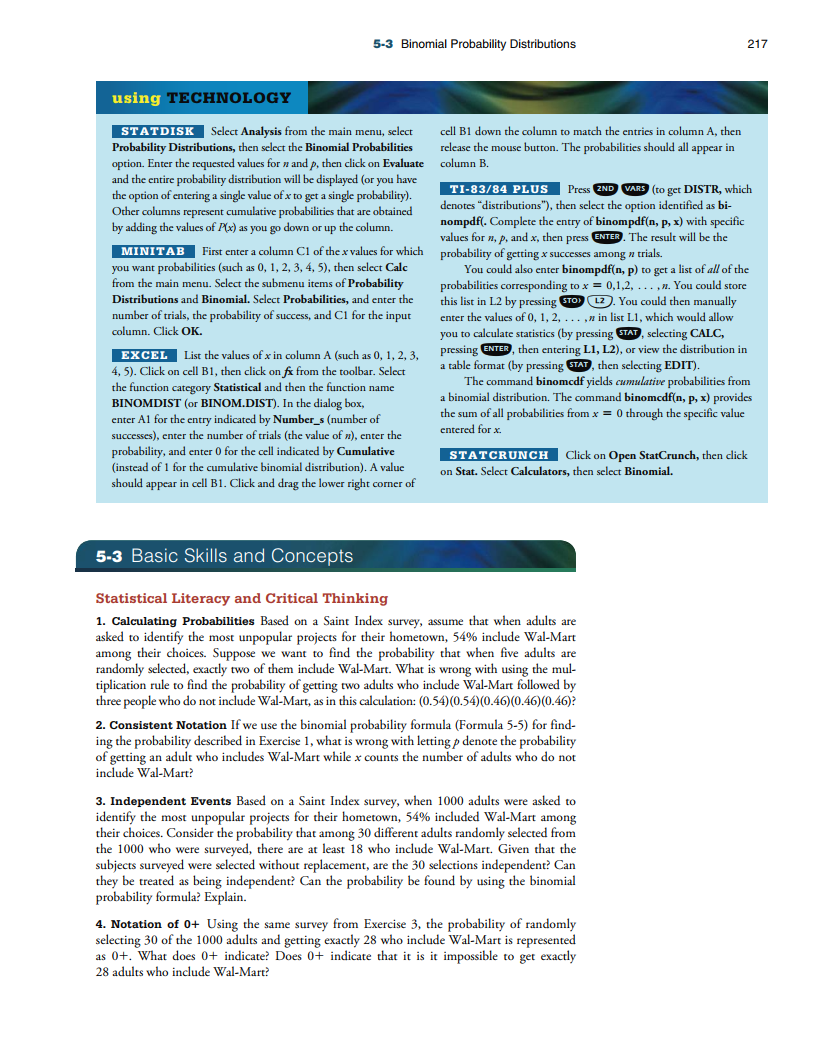 5-3 Binomial Probability Distributions 217
using TECHNOLOGY
STATDISK Select Analysis from the main menu, select
Probability Distributions, then select the Binomial Probabilities
option. Enter the requested values for n and p, then click on Evaluate
and the entire probability distribution will be displayed (or you have
the option of entering a single value of x to get a single probability).
Other columns represent cumulative probabilities that are obtained
by adding the values of P(x) as you go down or up the column.
MINITAB First enter a column C1 of the x values for which
you want probabilities (such as 0, 1, 2, 3, 4, 5), then select Calc
from the main menu. Select the submenu items of Probability
Distributions and Binomial. Select Probabilities, and enter the
number of trials, the probability of success, and C1 for the input
column. Click OK.
EXCEL List the values of x in column A (such as 0, 1, 2, 3,
4, 5). Click on cell B1, then click on fx from the toolbar. Select
the function category Statistical and then the function name
BINOMDIST (or BINOM.DIST). In the dialog box,
enter A1 for the entry indicated by Number_s (number of
successes), enter the number of trials (the value of n), enter the
probability, and enter 0 for the cell indicated by Cumulative
(instead of 1 for the cumulative binomial distribution). A value
should appear in cell B1. Click and drag the lower right corner of
cell B1 down the column to match the entries in column A, then
release the mouse button. The probabilities should all appear in
column B.
TI-83/84 PLUS Press 2ND VARS (to get DISTR, which
denotes “distributions”), then select the option identified as bi-
nompdf(. Complete the entry of binompdf(n, p, x) with specific
values for n, p, and x, then press ENTER. The result will be the
probability of getting x successes among n trials.
You could also enter binompdf(n, p) to get a list of all of the
probabilities corresponding to x = 0,1,2, . . . , n. You could store
this list in L2 by pressing STO▸ L2. You could then manually
enter the values of 0, 1, 2, . . . , n in list L1, which would allow
you to calculate statistics (by pressing STAT, selecting CALC,
pressing ENTER, then entering L1, L2), or view the distribution in
a table format (by pressing STAT, then selecting EDIT).
The command binomcdf yields cumulative probabilities from
a binomial distribution. The command binomcdf(n, p, x) provides
the sum of all probabilities from x = 0 through the specific value
entered for x.
STATCRUNCH Click on Open StatCrunch, then click
on Stat. Select Calculators, then select Binomial.
5-3 Basic Skills and Concepts
Statistical Literacy and Critical Thinking
1. Calculating Probabilities Based on a Saint Index survey, assume that when adults are
asked to identify the most unpopular projects for their hometown, 54% include Wal-Mart
among their choices. Suppose we want to find the probability that when five adults are
randomly selected, exactly two of them include Wal-Mart. What is wrong with using the mul-
tiplication rule to find the probability of getting two adults who include Wal-Mart followed by
three people who do not include Wal-Mart, as in this calculation: (0.54)(0.54)(0.46)(0.46)(0.46)?
2. Consistent Notation If we use the binomial probability formula (Formula 5-5) for find-
ing the probability described in Exercise 1, what is wrong with letting p denote the probability
of getting an adult who includes Wal-Mart while x counts the number of adults who do not
include Wal-Mart?
3. Independent Events Based on a Saint Index survey, when 1000 adults were asked to
identify the most unpopular projects for their hometown, 54% included Wal-Mart among
their choices. Consider the probability that among 30 different adults randomly selected from
the 1000 who were surveyed, there are at least 18 who include Wal-Mart. Given that the
subjects surveyed were selected without replacement, are the 30 selections independent? Can
they be treated as being independent? Can the probability be found by using the binomial
probability formula? Explain.
4. Notation of 0+ Using the same survey from Exercise 3, the probability of randomly
selecting 30 of the 1000 adults and getting exactly 28 who include Wal-Mart is represented
as 0+. What does 0+ indicate? Does 0+ indicate that it is it impossible to get exactly
28 adults who include Wal-Mart?